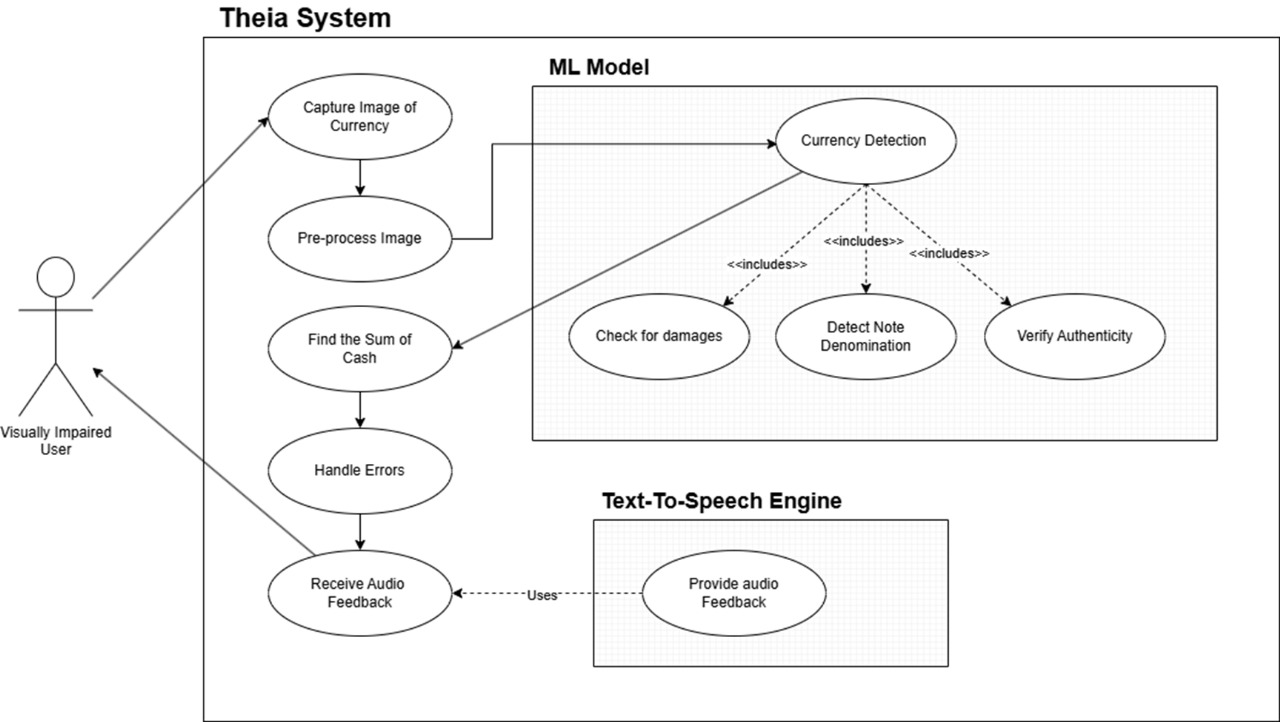 Theia System
ML Model
Capture Image of
Currency
Currency Detection
Pre-process Image
<<includes>>
<<includes>>
<<includes>>
Find the Sum of
Cash
Check for damages
Detect Note
Denomination
Verify Authenticity
Visually Impaired
User
Handle Errors
Text-To-Speech Engine
Receive Audio
Feedback
Uses
Provide audio
Feedback